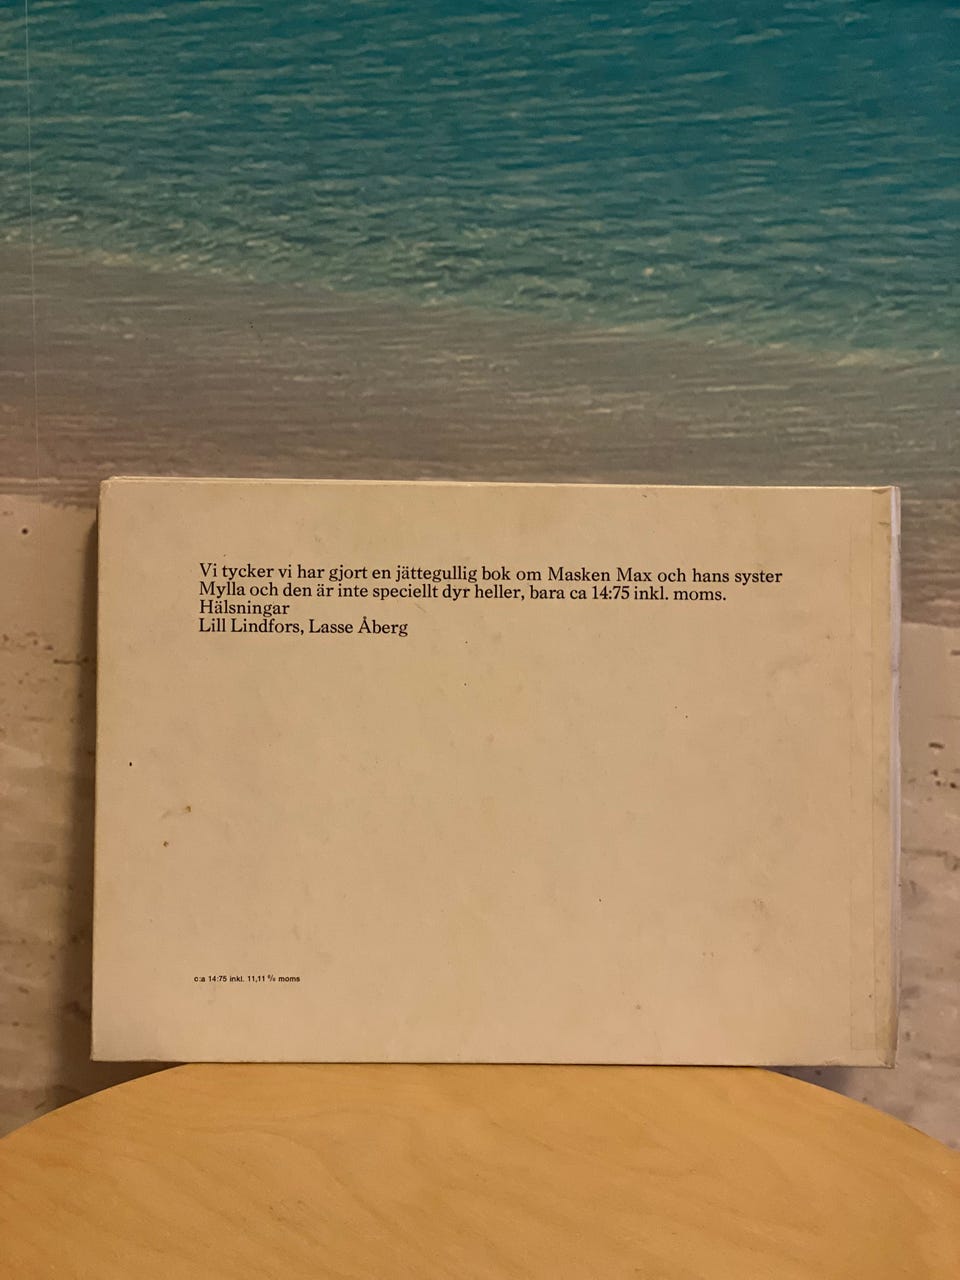 Vi tycker vi har gjort en jättegullig bok om Masken Max och hans syster
Mylla och den är inte speciellt dyr heller, bara ca 14:75 inkl. moms.
Hälsningar
Lill Lindfors, Lasse Åberg
c:a 14:75 inkl. 11,11 % moms